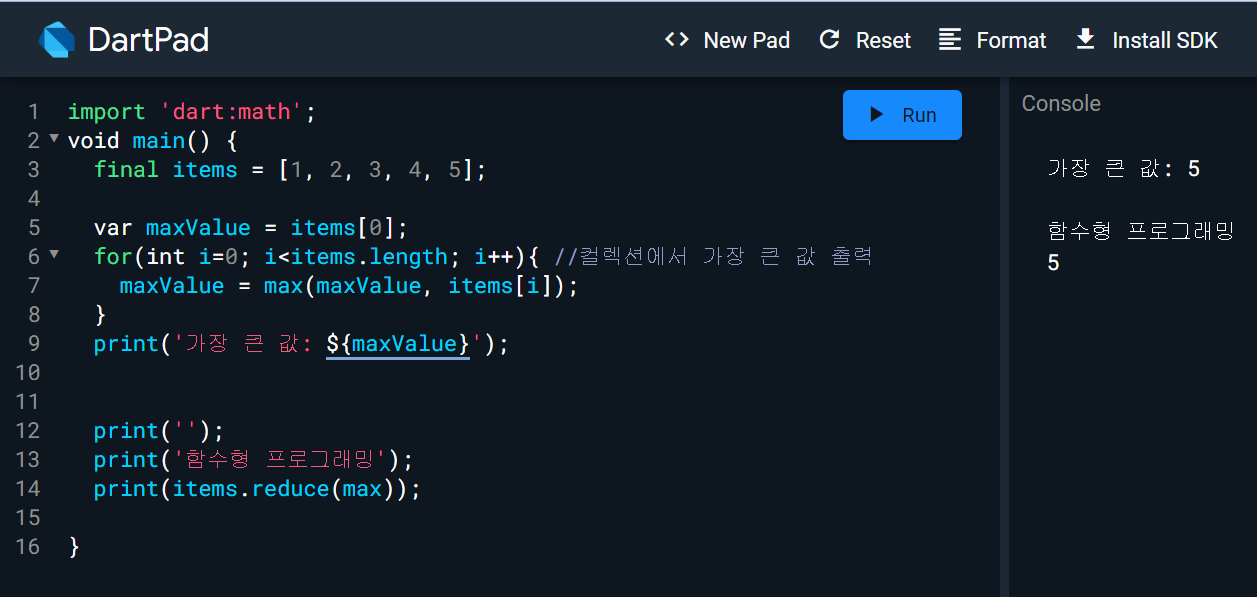 DartPad
New Pad Reset Format Install SDK
1 import 'dart:math';
2 void main() {
3 final items = [1, 2, 3, 4, 5];
4
5 var maxValue = items[0];
6 for(int i=0; i<items.length; i++){ //컬렉션에서 가장 큰 값 출력
7 maxValue = max(maxValue, items[i]);
8 }
9 print('가장 큰 값: ${maxValue}');
10
11
12 print('');
13 print('함수형 프로그래밍');
14 print(items.reduce(max));
15
16 }
Run
Console
가장 큰 값: 5
함수형 프로그래밍
5